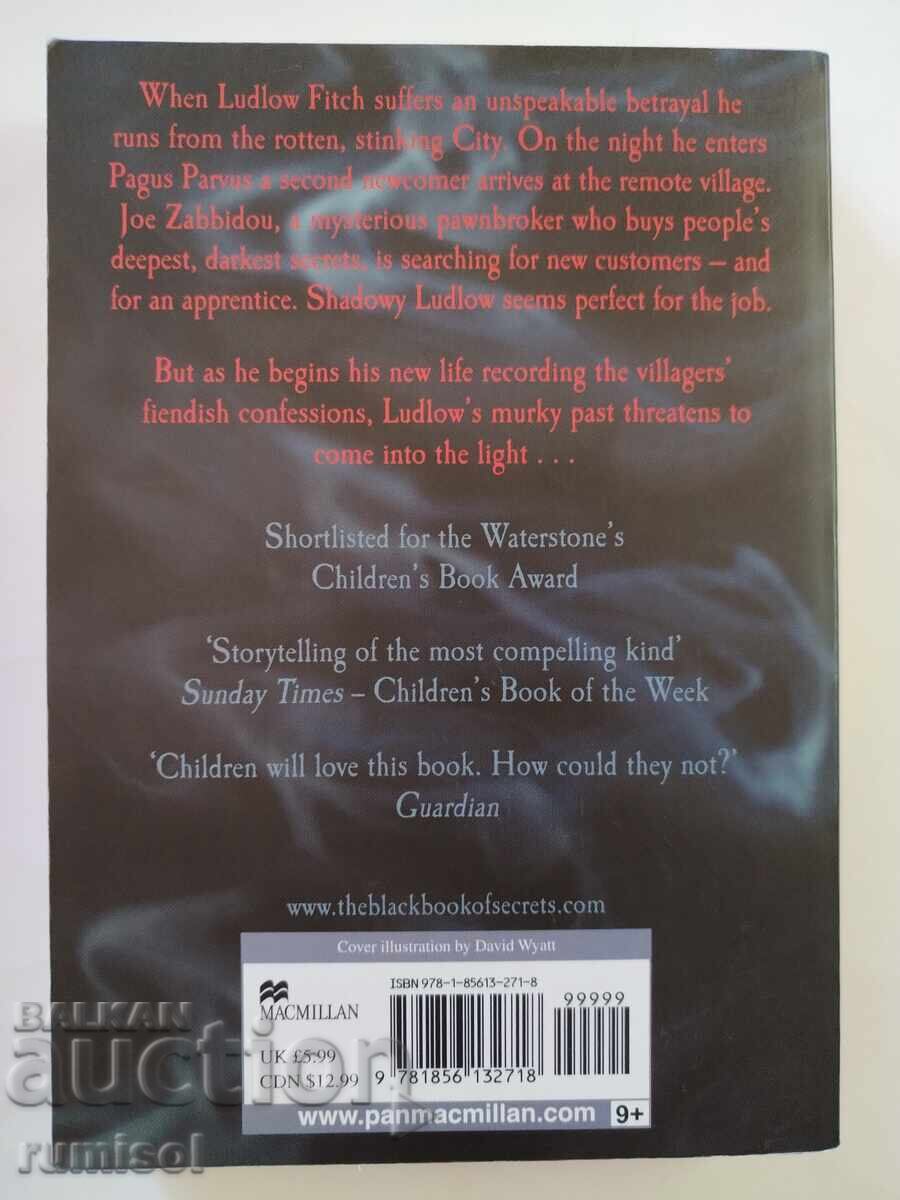 When Ludlow Fitch suffers an unspeakable betrayal he
runs from the rotten, stinking City. On the night he enters
Pagus Parvus a second newcomer arrives at the remote village.
Joe Zabbidou, a mysterious pawnbroker who buys people's
deepest, darkest secrets, is searching for new customers – and
for an apprentice. Shadowy Ludlow seems perfect for the job.
But as he begins his new life recording the villagers'
fiendish confessions, Ludlow's murky past threatens to
come into the light . . .
Shortlisted for the Waterstone's
Children's Book Award
‘Storytelling of the most compelling kind’
Sunday Times – Children's Book of the Week
‘Children will love this book. How could they not?’
Guardian
www.theblackbookofsecrets.com
Cover illustration by David Wyatt
ISBN 978-1-85613-271-8
99999
MACMILLAN
UK £5.99
CDN $12.99
9 781856 132718
www.panmacmillan.com 9+
BALKAN
auction
rumisol